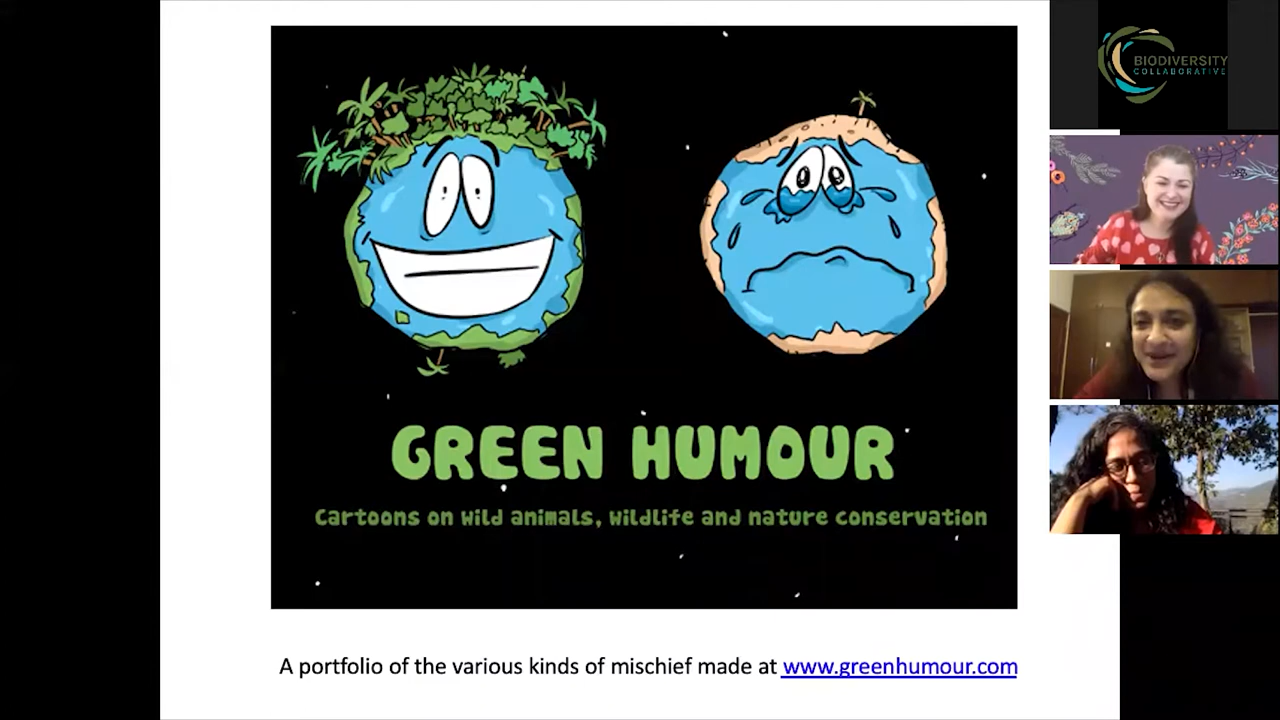 BIODIVERSITY
COLLABORATIVE
GREEN HUMOUR
Cartoons on wild animals, wildlife and nature conservation
A portfolio of the various kinds of mischief made at www.greenhumour.com